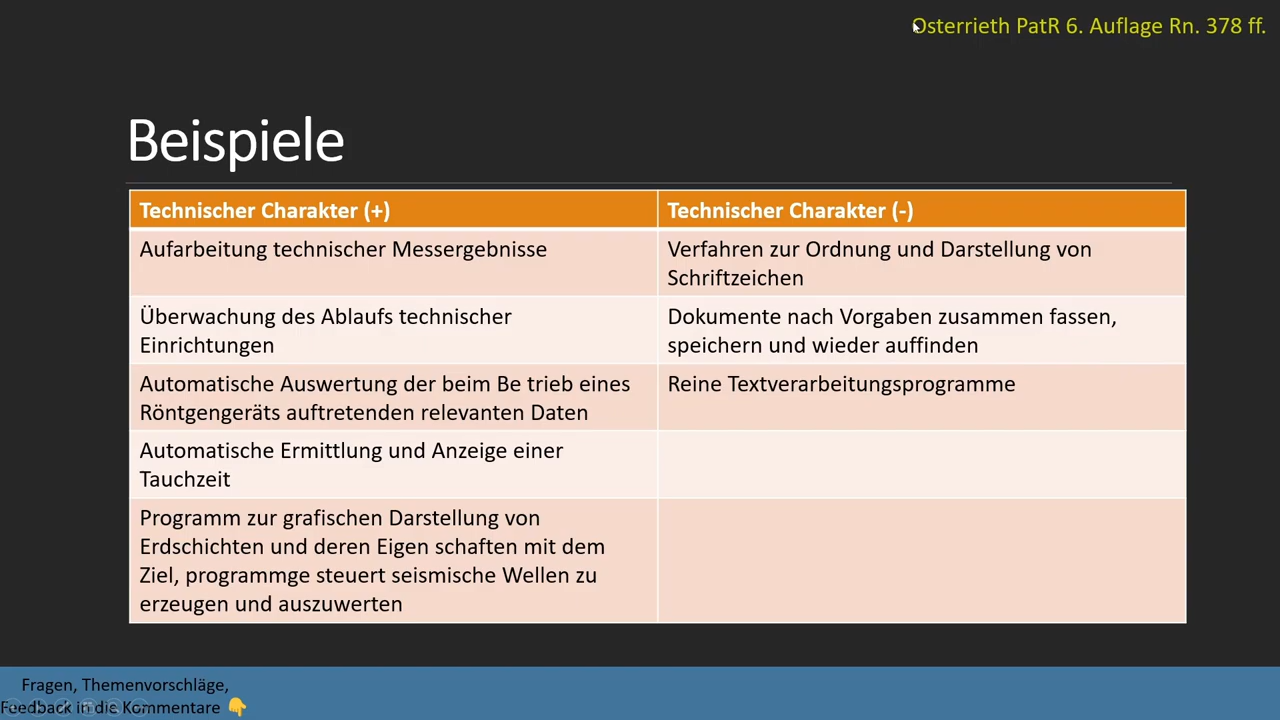 Osterrieth PatR 6. Auflage Rn. 378 ff.
Beispiele
Technischer Charakter (+)
Technischer Charakter (-)
Aufarbeitung technischer Messergebnisse
Verfahren zur Ordnung und Darstellung von
Schriftzeichen
Überwachung des Ablaufs technischer
Einrichtungen
Dokumente nach Vorgaben zusammen fassen,
speichern und wieder auffinden
Automatische Auswertung der beim Be trieb eines
Röntgengeräts auftretenden relevanten Daten
Reine Textverarbeitungsprogramme
Automatische Ermittlung und Anzeige einer
Tauchzeit
Programm zur grafischen Darstellung von
Erdschichten und deren Eigen schaften mit dem
Ziel, programmge steuert seismische Wellen zu
erzeugen und auszuwerten
Fragen, Themenvorschläge,
Feedback in die Kommentare 👇